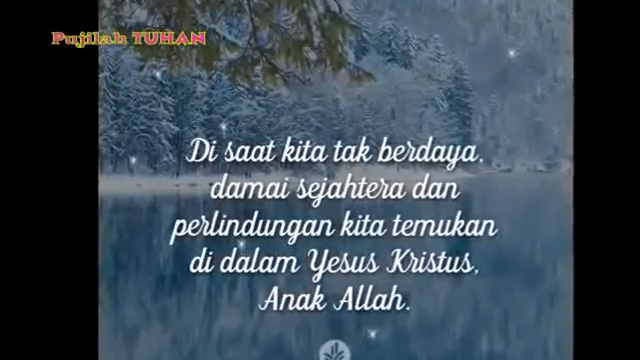 Pujilah TUHAN
Di saat kita tak berdaya,
damai sejahtera dan
perlindungan kita temukan
di dalam Yesus Kristus,
Anak Allah.